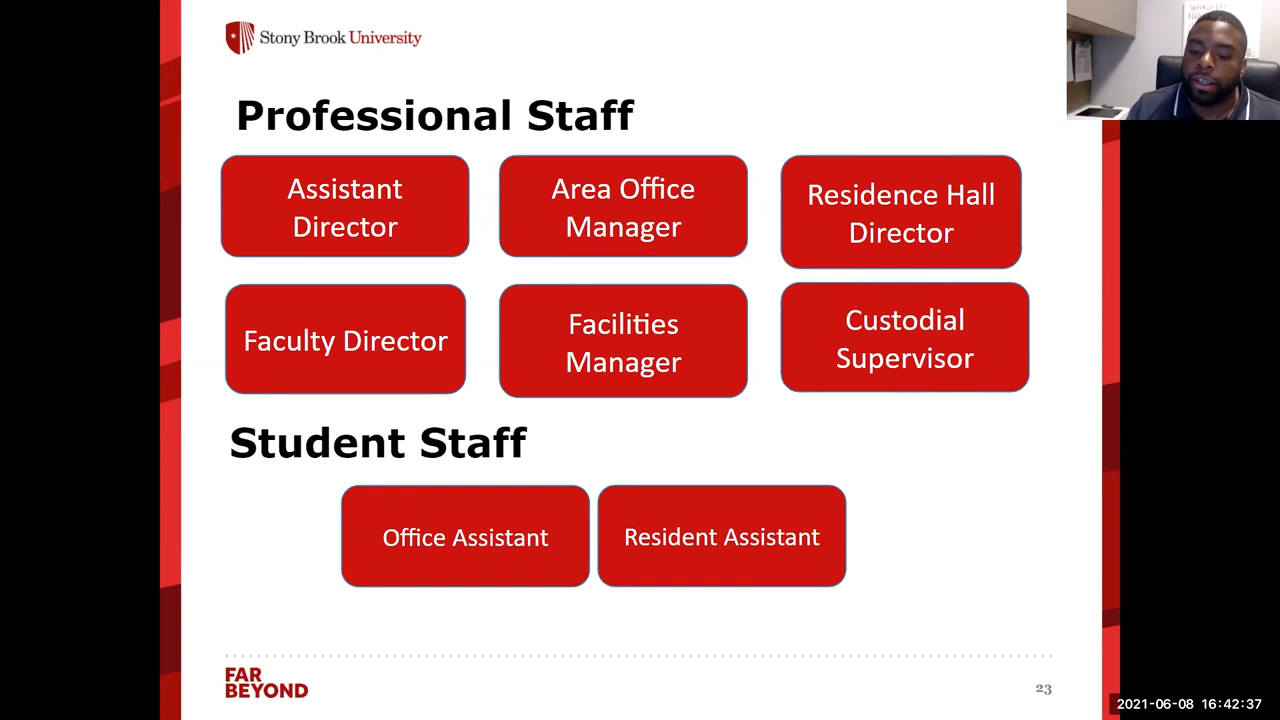 Stony Brook University
Professional Staff
Assistant
Director
Area Office
Manager
Residence Hall
Director
Faculty Director
Facilities
Manager
Custodial
Supervisor
Student Staff
Office Assistant
Resident Assistant
FAR
BEYOND
23
2021-06-08 16:42:37